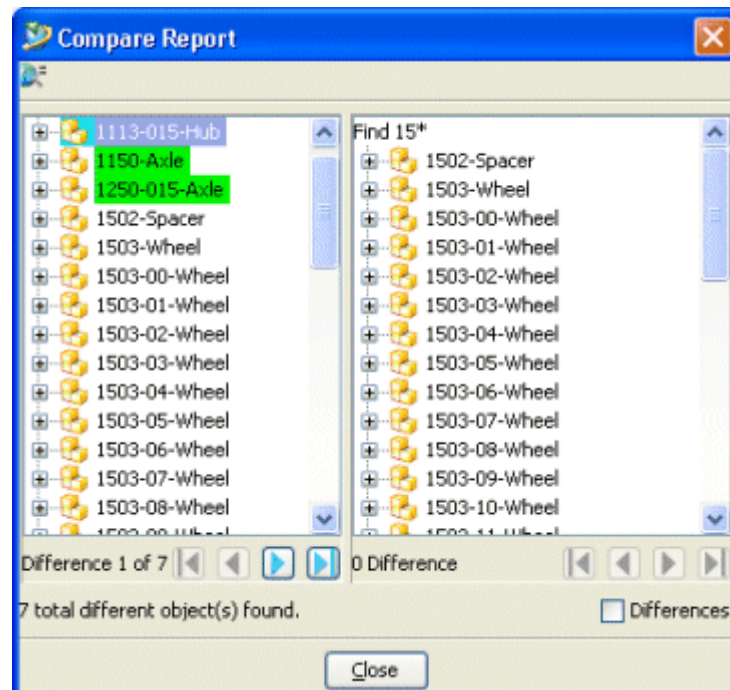 Compare Report
1113-015-Hub
1150-Axle
1250-015-Axle
1502-Spacer
1503-Wheel
1503-00-Wheel
1503-01-Wheel
1503-02-Wheel
1503-03-Wheel
1503-04-Wheel
1503-05-Wheel
1503-06-Wheel
1503-07-Wheel
1503-08-Wheel
Difference 1 of 7
Find 15*
1502-Spacer
1503-Wheel
1503-00-Wheel
1503-01-Wheel
1503-02-Wheel
1503-03-Wheel
1503-04-Wheel
1503-05-Wheel
1503-06-Wheel
1503-07-Wheel
1503-08-Wheel
1503-09-Wheel
1503-10-Wheel
0 Difference
7 total different object(s) found.
Differences
Close